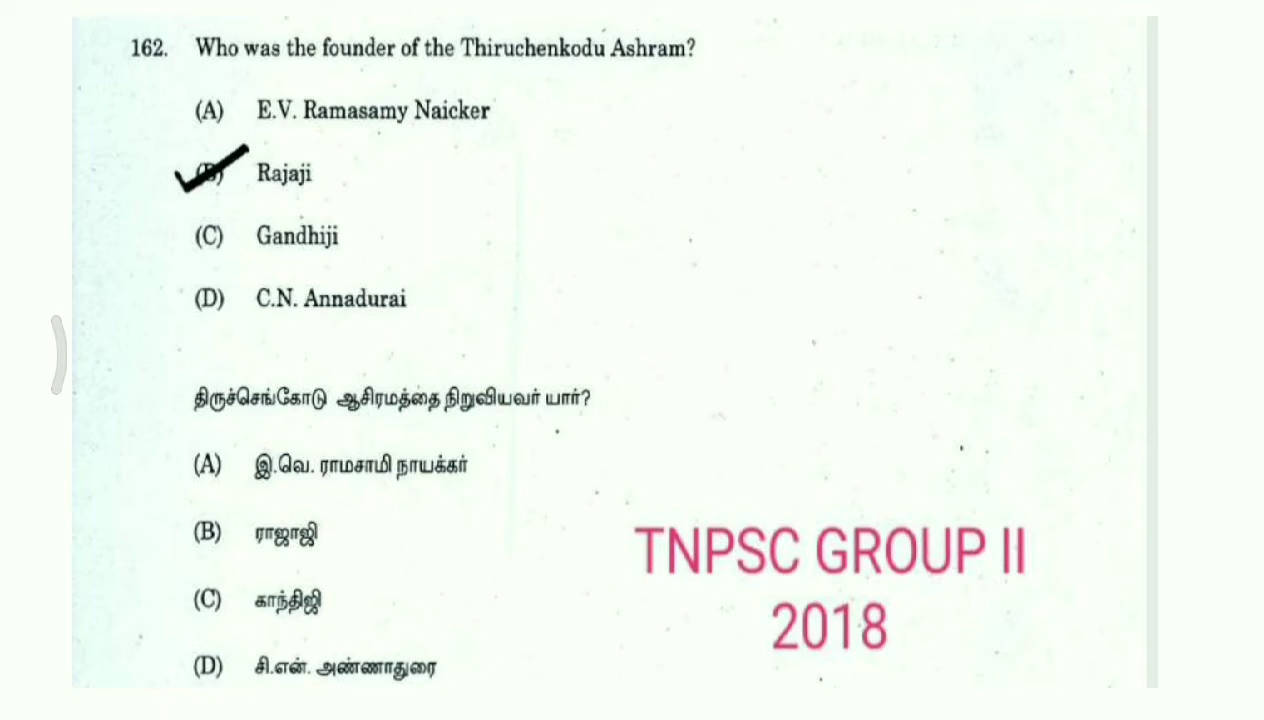 162. Who was the founder of the Thiruchenkodu Ashram?
(A) E.V. Ramasamy Naicker
(B) Rajaji
(C) Gandhiji
(D) C.N. Annadurai
திருச்செங்கோடு ஆசிரமத்தை நிறுவியவர் யார்?
(A) இ.வெ. ராமசாமி நாயக்கர்
(B) ராஜாஜி
(C) காந்திஜி
(D) சி.என். அண்ணாதுரை
TNPSC GROUP II
2018